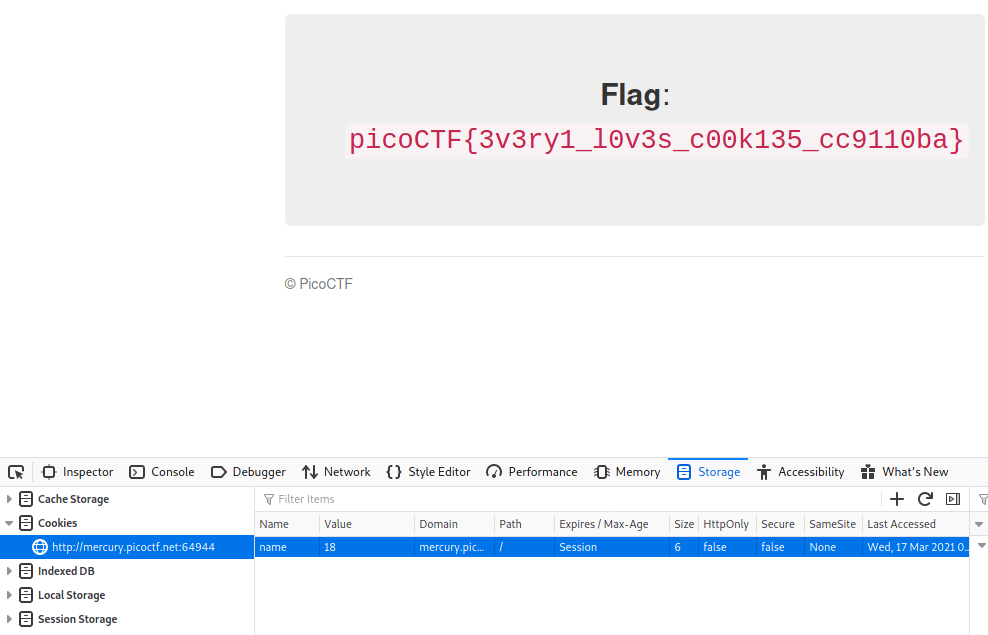 Flag:
picoCTF{3v3ry1_l0v3s_c00k135_cc9110ba}
© PicoCTF
Inspector Console Debugger Network Style Editor Performance Memory Storage Accessibility What's New
Cache Storage
Cookies
http://mercury.picoctf.net:64944
Indexed DB
Local Storage
Session Storage
Filter Items
Name Value Domain Path Expires / Max-Age Size HttpOnly Secure SameSite Last Accessed
name 18 mercury.pic... / Session 6 false false None Wed, 17 Mar 2021 0...